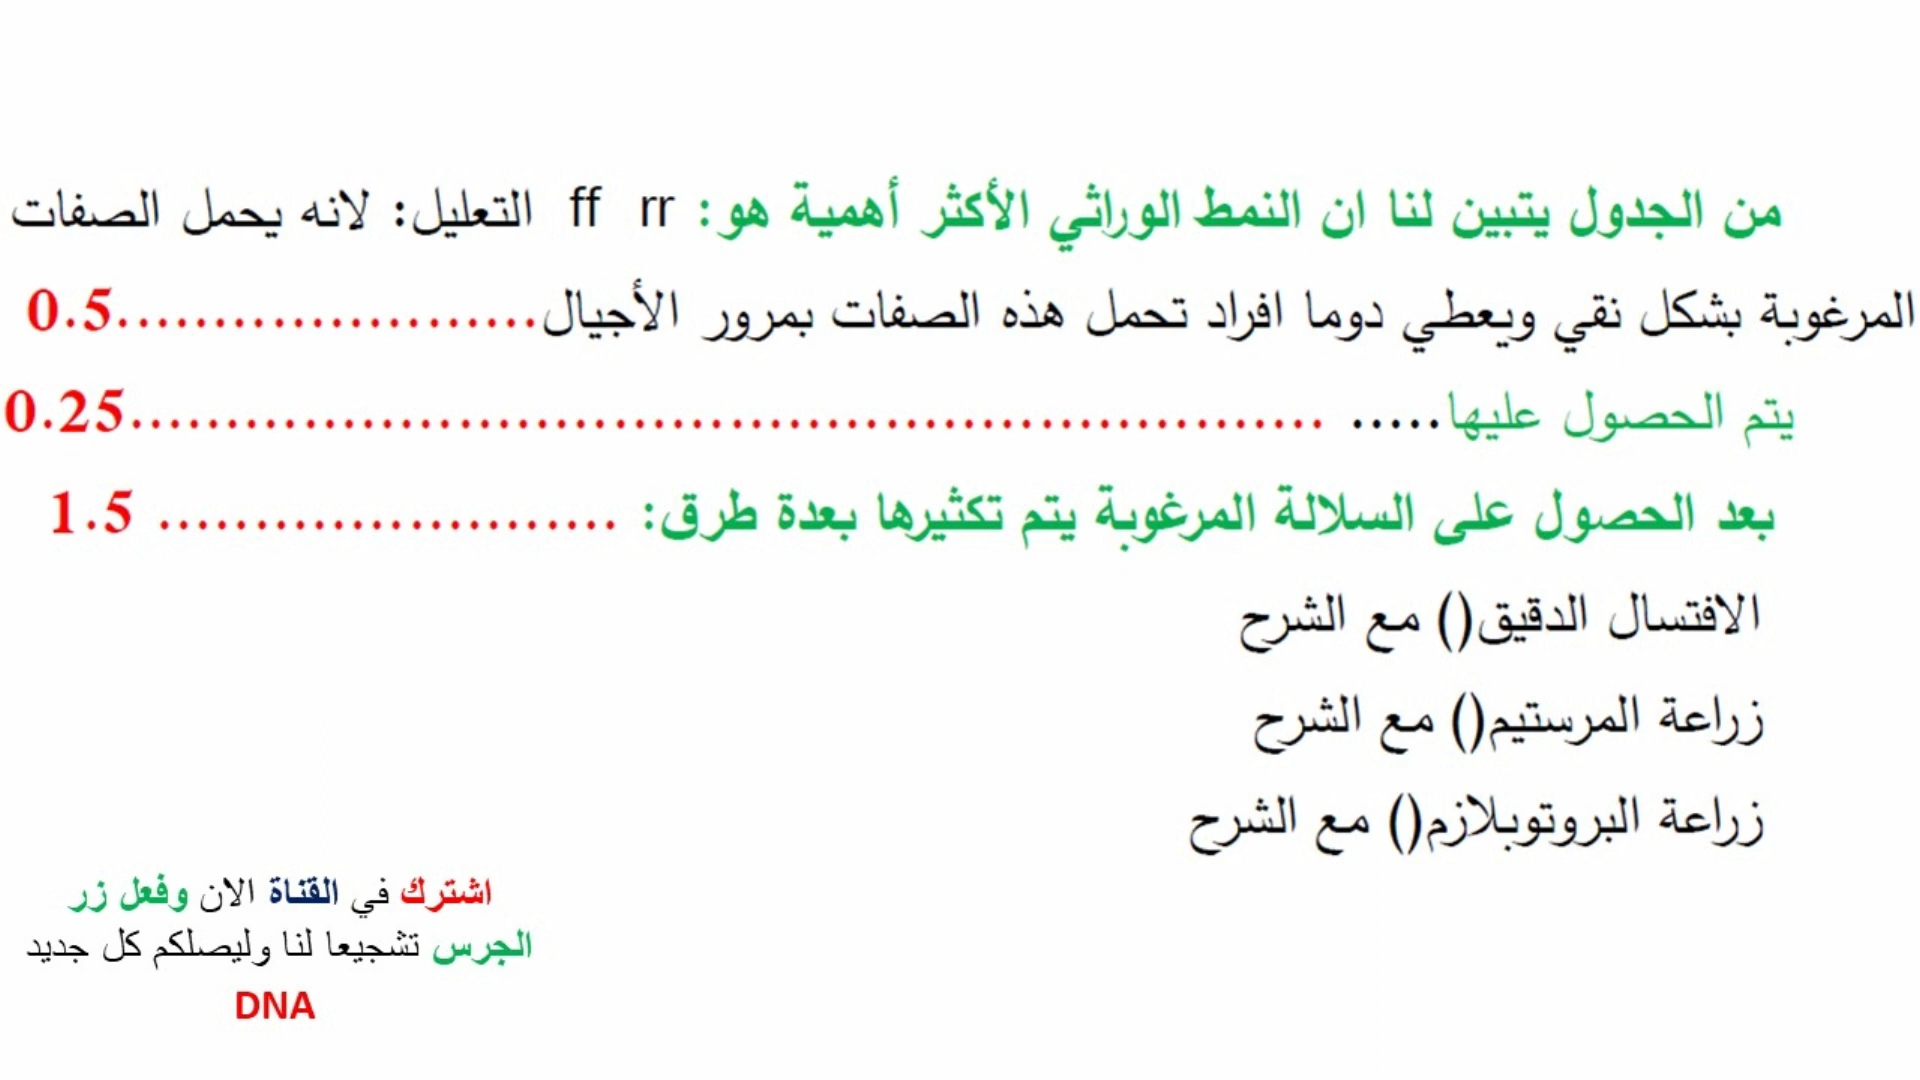 من الجدول يتبين لنا ان النمط الوراثي الأكثر أهمية هو: ff rr التعليل: لانه يحمل الصفات
المرغوبة بشكل نقي ويعطي دوما افراد تحمل هذه الصفات بمرور الأجيال......................0.5
يتم الحصول عليها..... ..............................................................0.25
بعد الحصول على السلالة المرغوبة يتم تكثيرها بعدة طرق: ........................ 1.5
الافتسال الدقيق() مع الشرح
زراعة المرستيم() مع الشرح
زراعة البروتوبلازم() مع الشرح
اشترك في القناة الان وفعل زر
الجرس تشجيعا لنا وليصلكم كل جديد
DNA